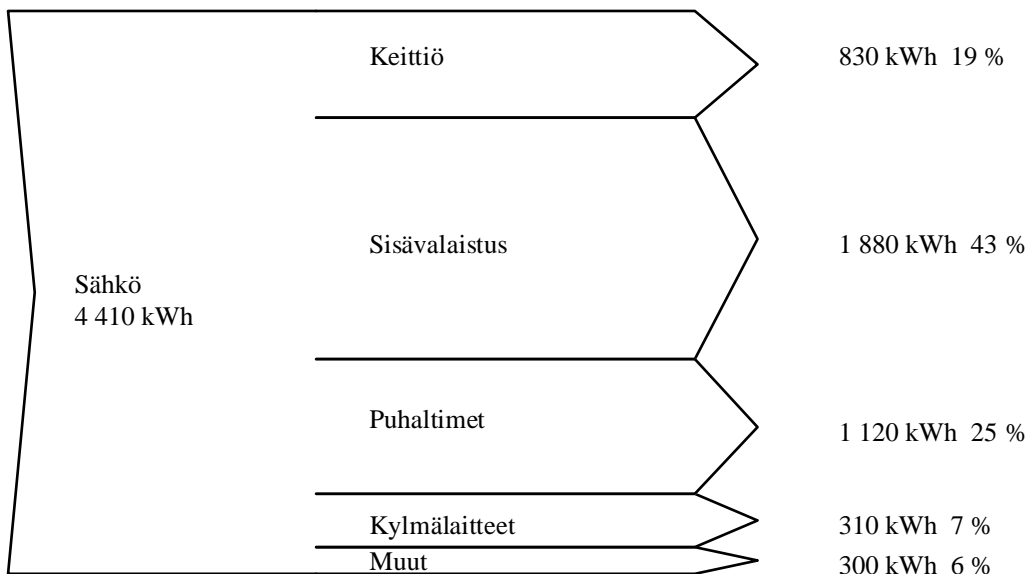 Keittiö 830 kWh 19 %
Sisävalaistus 1 880 kWh 43 %
Sähkö
4 410 kWh
Puhaltimet 1 120 kWh 25 %
Kylmälaitteet 310 kWh 7 %
Muut 300 kWh 6 %